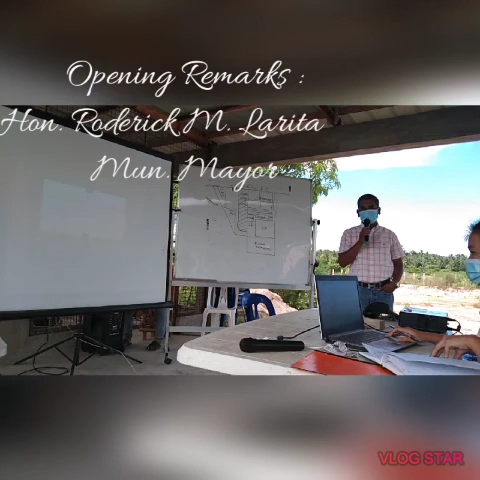 Opening Remarks :
Hon. Roderick M. Larita
Mun. Mayor
VLOG STAR